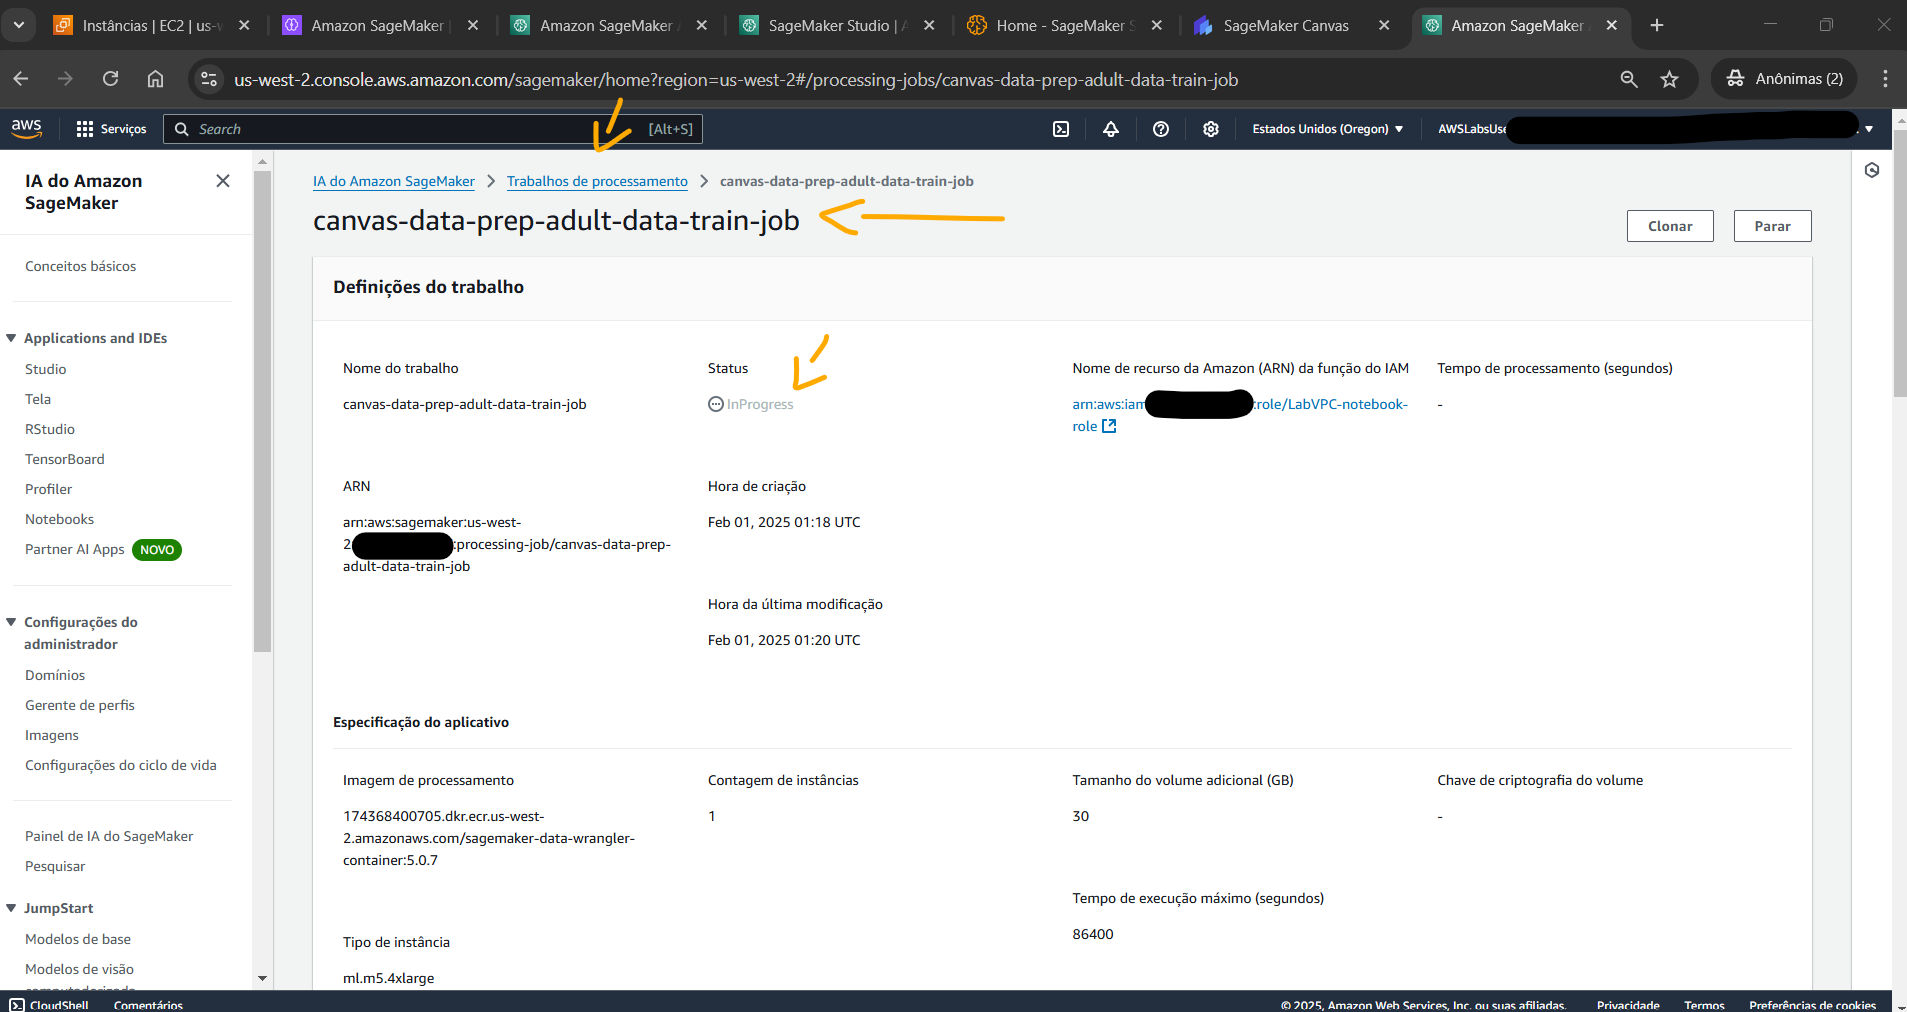 Instâncias | EC2 | us-w
Amazon SageMaker |
Amazon SageMaker A
SageMaker Studio | A
Home - SageMaker S
SageMaker Canvas
Amazon SageMaker A
us-west-2.console.aws.amazon.com/sagemaker/home?region=us-west-2#/processing-jobs/canvas-data-prep-adult-data-train-job
Anônimas (2)
aws
Serviços
Search
[Alt+S]
Estados Unidos (Oregon)
AWSLabsUse
IA do Amazon
SageMaker
Conceitos básicos
Applications and IDEs
Studio
Tela
RStudio
TensorBoard
Profiler
Notebooks
Partner AI Apps NOVO
Configurações do
administrador
Domínios
Gerente de perfis
Imagens
Configurações do ciclo de vida
Painel de IA do SageMaker
Pesquisar
JumpStart
Modelos de base
Modelos de visão
computadorizada
IA do Amazon SageMaker > Trabalhos de processamento > canvas-data-prep-adult-data-train-job
canvas-data-prep-adult-data-train-job
Clonar
Parar
Definições do trabalho
Nome do trabalho
canvas-data-prep-adult-data-train-job
Status
InProgress
Nome de recurso da Amazon (ARN) da função do IAM
arn:aws:iam :role/LabVPC-notebook-
role
Tempo de processamento (segundos)
-
ARN
arn:aws:sagemaker:us-west-
2 :processing-job/canvas-data-prep-
adult-data-train-job
Hora de criação
Feb 01, 2025 01:18 UTC
Hora da última modificação
Feb 01, 2025 01:20 UTC
Especificação do aplicativo
Imagem de processamento
174368400705.dkr.ecr.us-west-
2.amazonaws.com/sagemaker-data-wrangler-
container:5.0.7
Contagem de instâncias
1
Tamanho do volume adicional (GB)
30
Chave de criptografia do volume
-
Tempo de execução máximo (segundos)
86400
Tipo de instância
ml.m5.4xlarge
CloudShell
Comentários
© 2025, Amazon Web Services, Inc. ou suas afiliadas.
Privacidade
Termos
Preferências de cookies